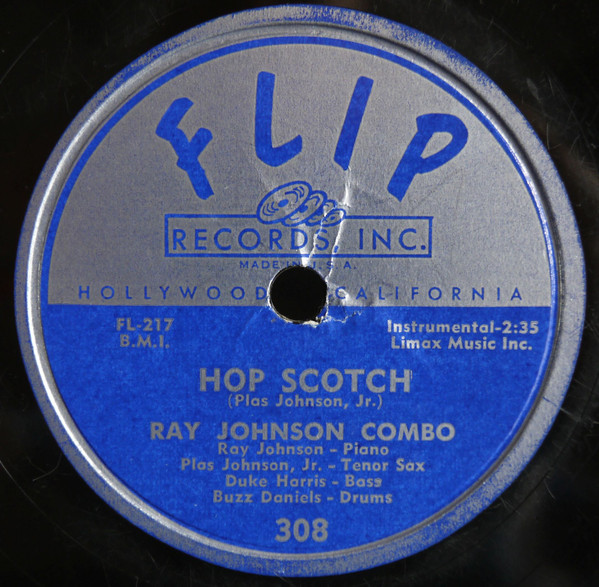 FLIP
RECORDS, INC.
MADE IN U.S.A.
HOLLYWOOD CALIFORNIA
FL-217
B.M.I.
Instrumental-2:35
Limax Music Inc.
HOP SCOTCH
(Plas Johnson, Jr.)
RAY JOHNSON COMBO
Ray Johnson - Piano
Plas Johnson, Jr. - Tenor Sax
Duke Harris - Bass
Buzz Daniels - Drums
308